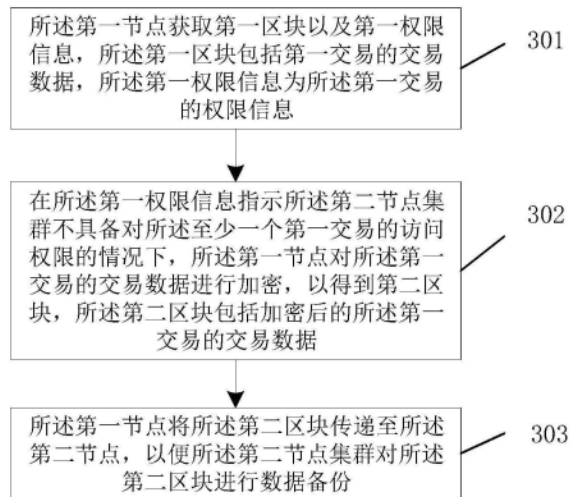 所述第一节点获取第一区块以及第一权限
信息，所述第一区块包括第一交易的交易
数据，所述第一权限信息为所述第一交易
的权限信息
301
在所述第一权限信息指示所述第二节点集
群不具备对所述至少一个第一交易的访问
权限的情况下，所述第一节点对所述第一
交易的交易数据进行加密，以得到第二区
块，所述第二区块包括加密后的所述第一
交易的交易数据
302
所述第一节点将所述第二区块传递至所述
第二节点，以便所述第二节点集群对所述
第二区块进行数据备份
303